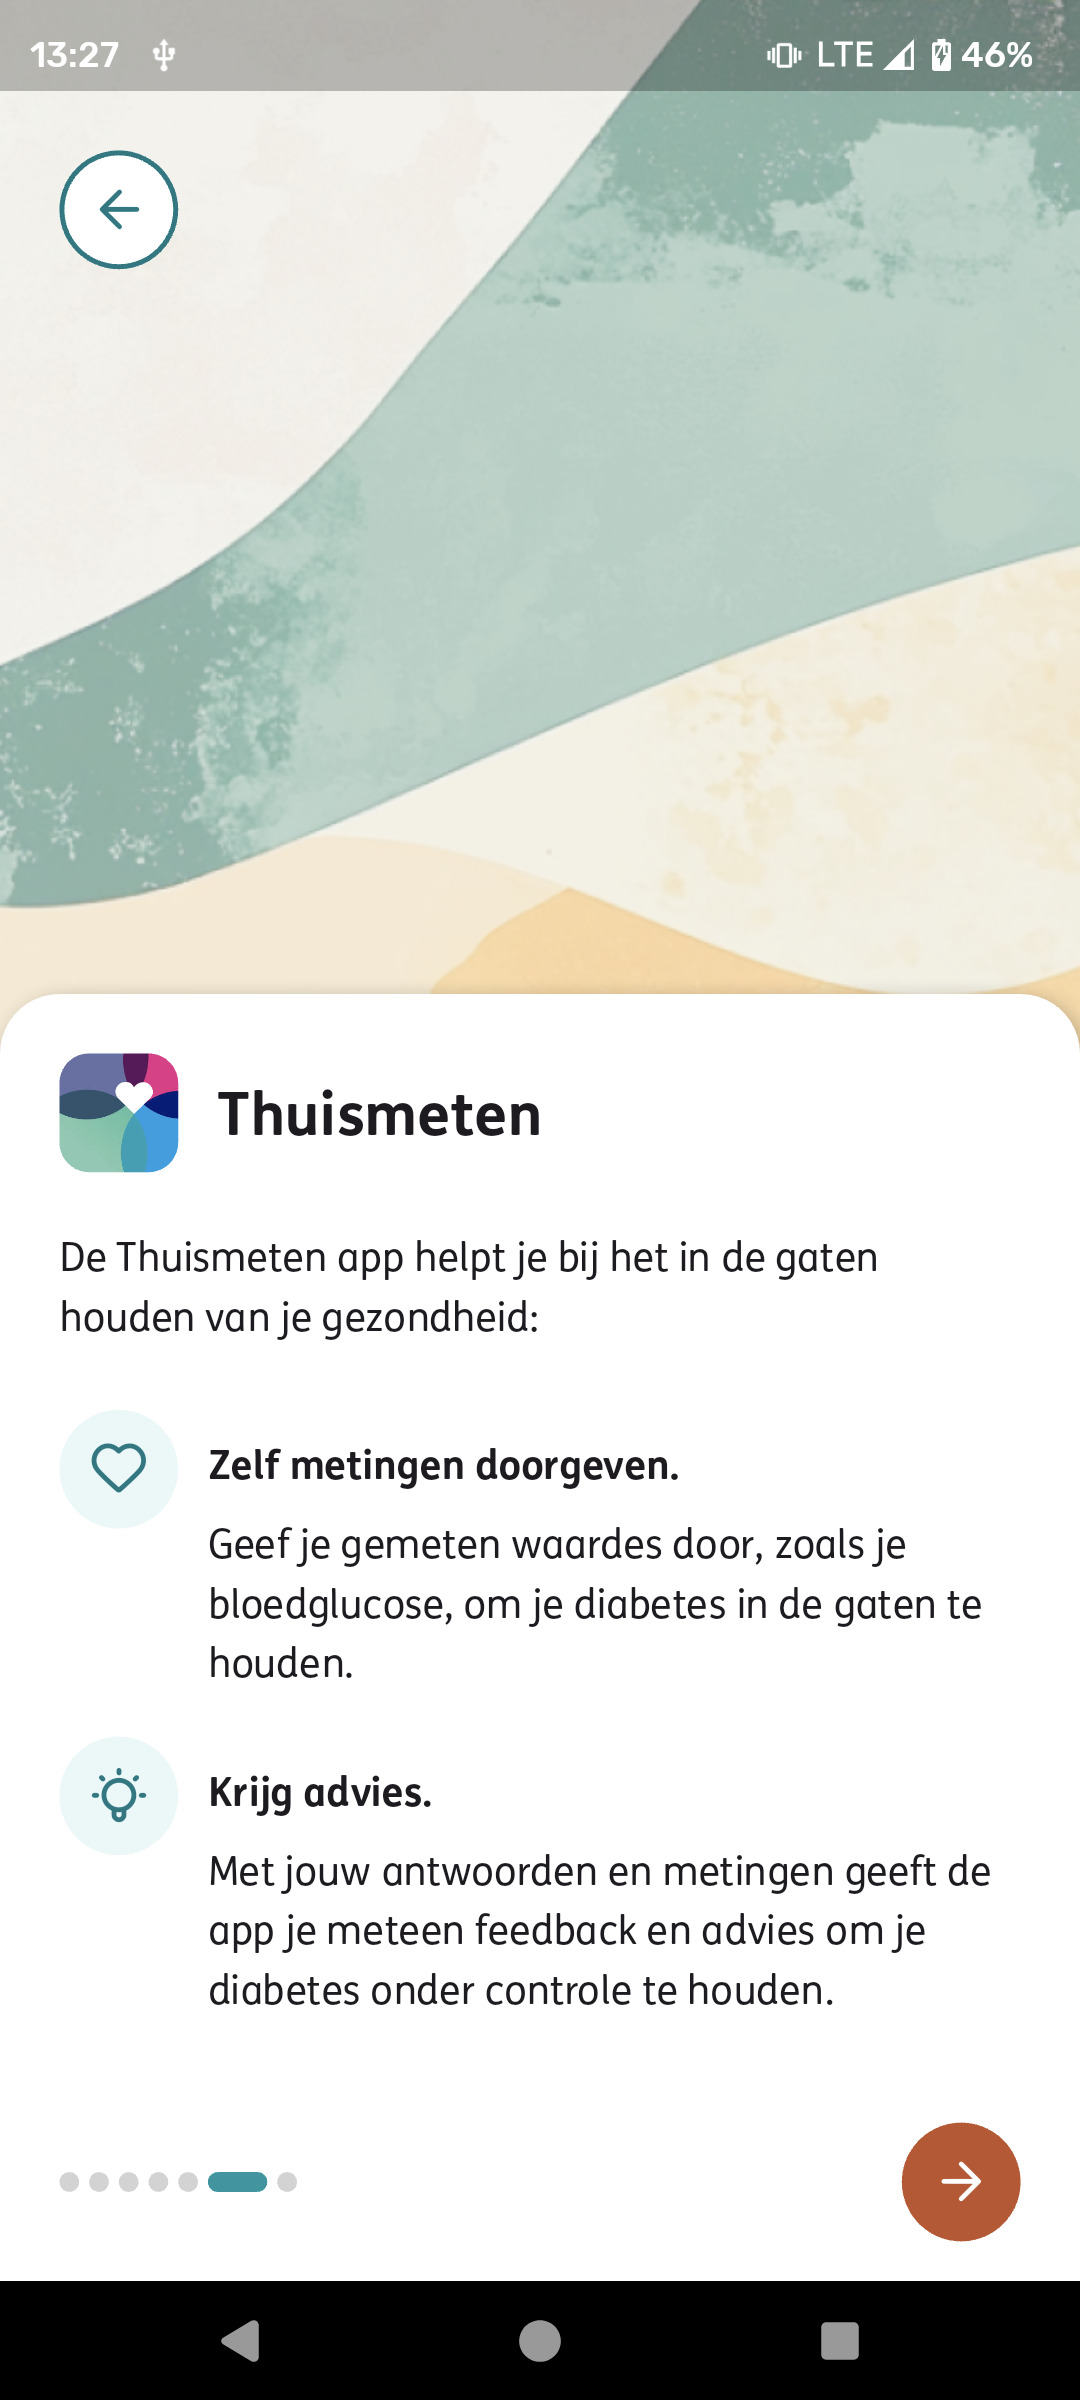 13:27
LTE 46%
Thuismeten
De Thuismeten app helpt je bij het in de gaten
houden van je gezondheid:
Zelf metingen doorgeven.
Geef je gemeten waardes door, zoals je
bloedglucose, om je diabetes in de gaten te
houden.
Krijg advies.
Met jouw antwoorden en metingen geeft de
app je meteen feedback en advies om je
diabetes onder controle te houden.